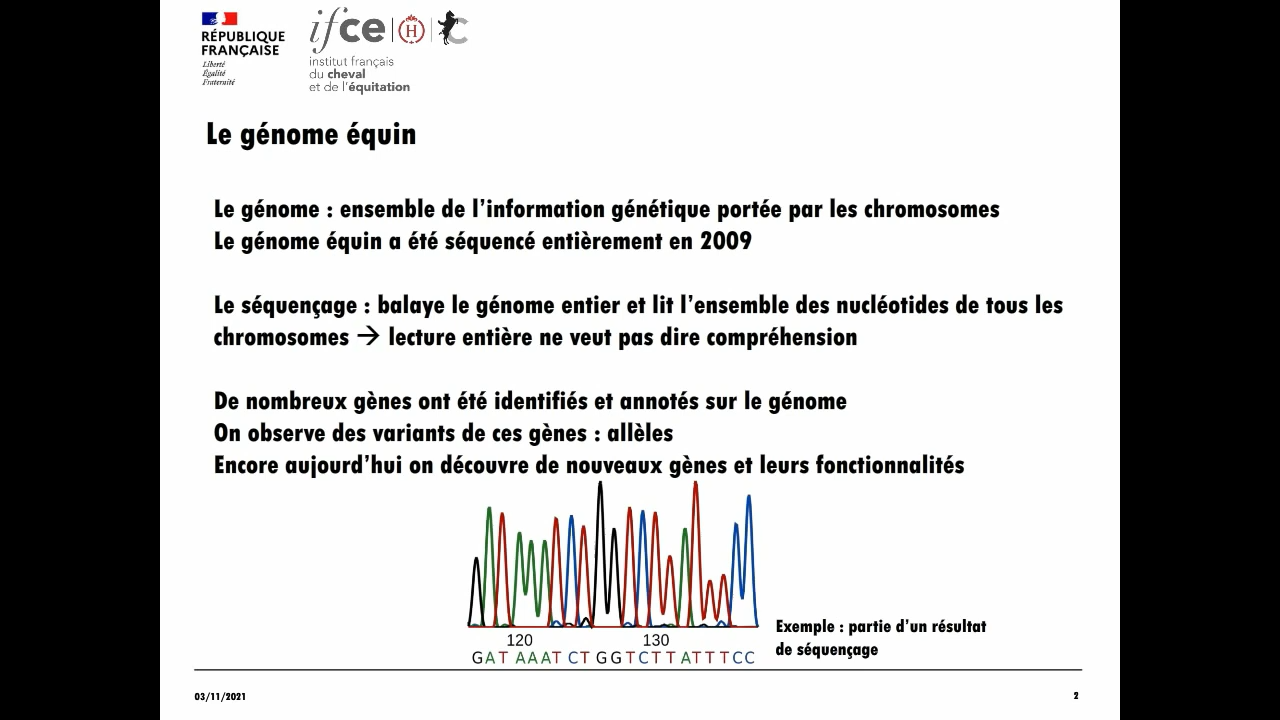 RÉPUBLIQUE
FRANÇAISE
Liberté
Égalité
Fraternité
ifce H
institut français
du cheval
et de l'équitation
Le génome équin
Le génome : ensemble de l'information génétique portée par les chromosomes
Le génome équin a été séquencé entièrement en 2009
Le séquençage : balaye le génome entier et lit l'ensemble des nucléotides de tous les
chromosomes → lecture entière ne veut pas dire compréhension
De nombreux gènes ont été identifiés et annotés sur le génome
On observe des variants de ces gènes : allèles
Encore aujourd'hui on découvre de nouveaux gènes et leurs fonctionnalités
120 130
GAT AAAT CT GGTCTT ATTTCC
Exemple : partie d'un résultat
de séquençage
03/11/2021
2